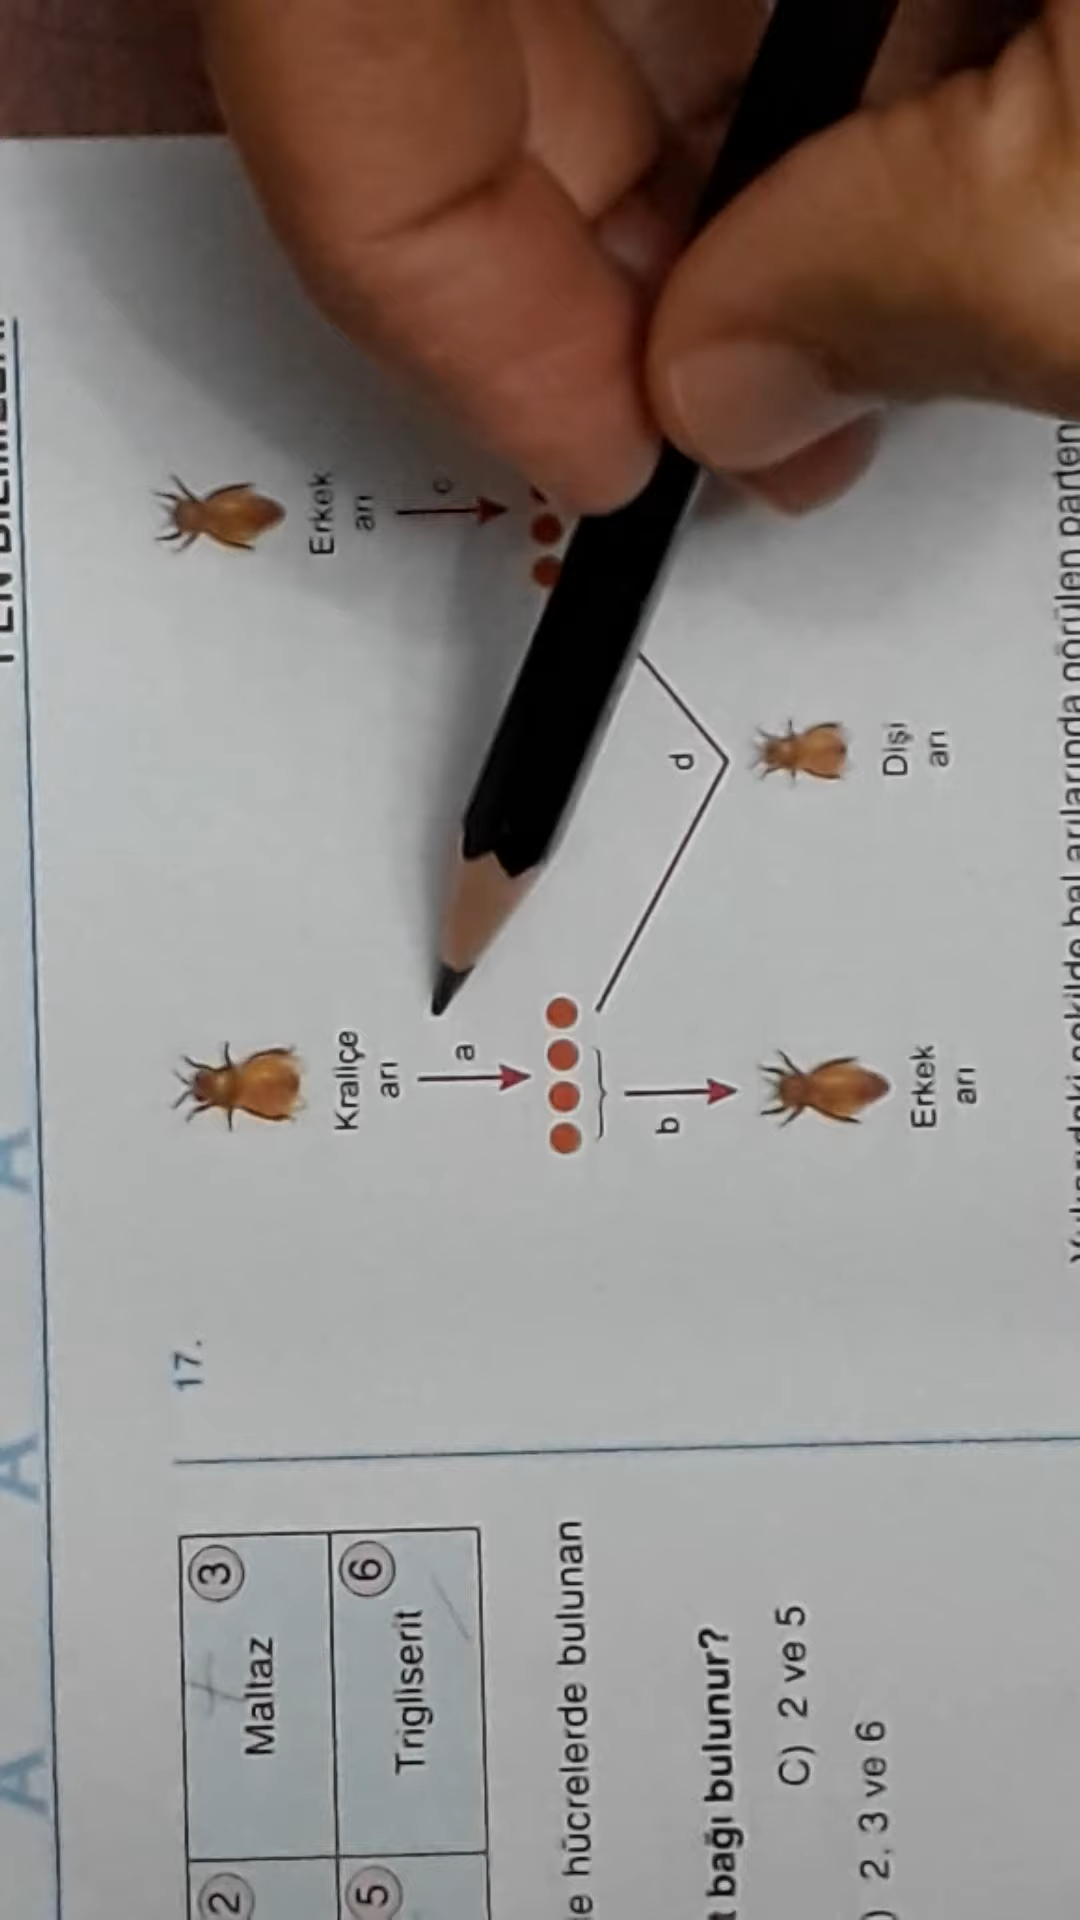 A A A
17.
Kraliçe
arı
a
b
Erkek
arı
Erkek
arı
c
d
Dişi
arı
3
Maltaz
6
Trigliserit
2
5
hücrelerde bulunan
bağı bulunur?
C) 2 ve 5
) 2, 3 ve 6